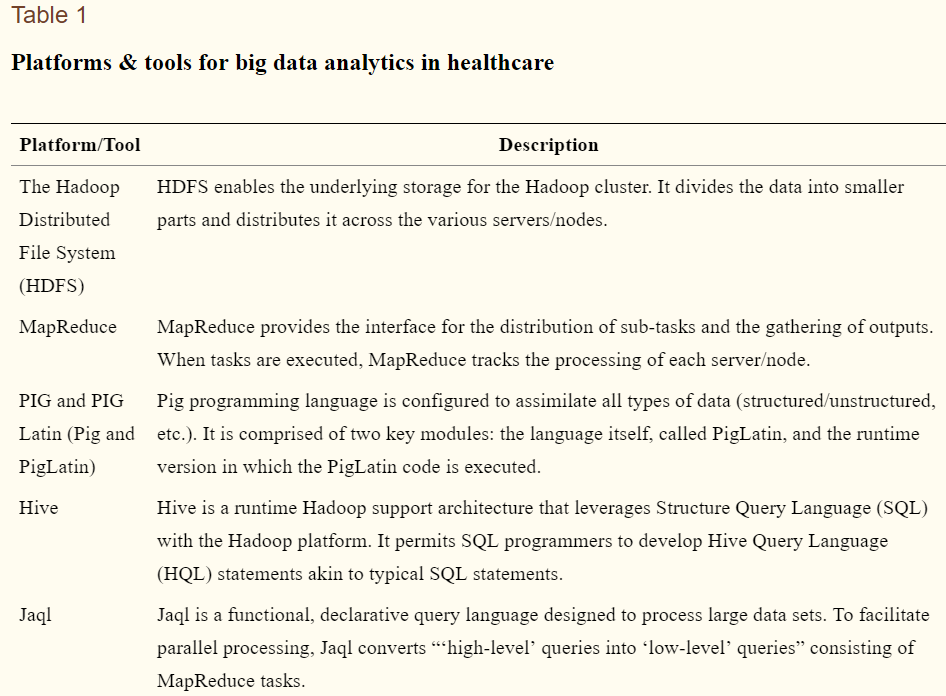 Table 1
Platforms & tools for big data analytics in healthcare
Platform/Tool Description
The Hadoop
Distributed
File System
(HDFS)
HDFS enables the underlying storage for the Hadoop cluster. It divides the data into smaller
parts and distributes it across the various servers/nodes.
MapReduce
MapReduce provides the interface for the distribution of sub-tasks and the gathering of outputs.
When tasks are executed, MapReduce tracks the processing of each server/node.
PIG and PIG
Latin (Pig and
PigLatin)
Pig programming language is configured to assimilate all types of data (structured/unstructured,
etc.). It is comprised of two key modules: the language itself, called PigLatin, and the runtime
version in which the PigLatin code is executed.
Hive
Hive is a runtime Hadoop support architecture that leverages Structure Query Language (SQL)
with the Hadoop platform. It permits SQL programmers to develop Hive Query Language
(HQL) statements akin to typical SQL statements.
Jaql
Jaql is a functional, declarative query language designed to process large data sets. To facilitate
parallel processing, Jaql converts “‘high-level’ queries into ‘low-level’ queries” consisting of
MapReduce tasks.